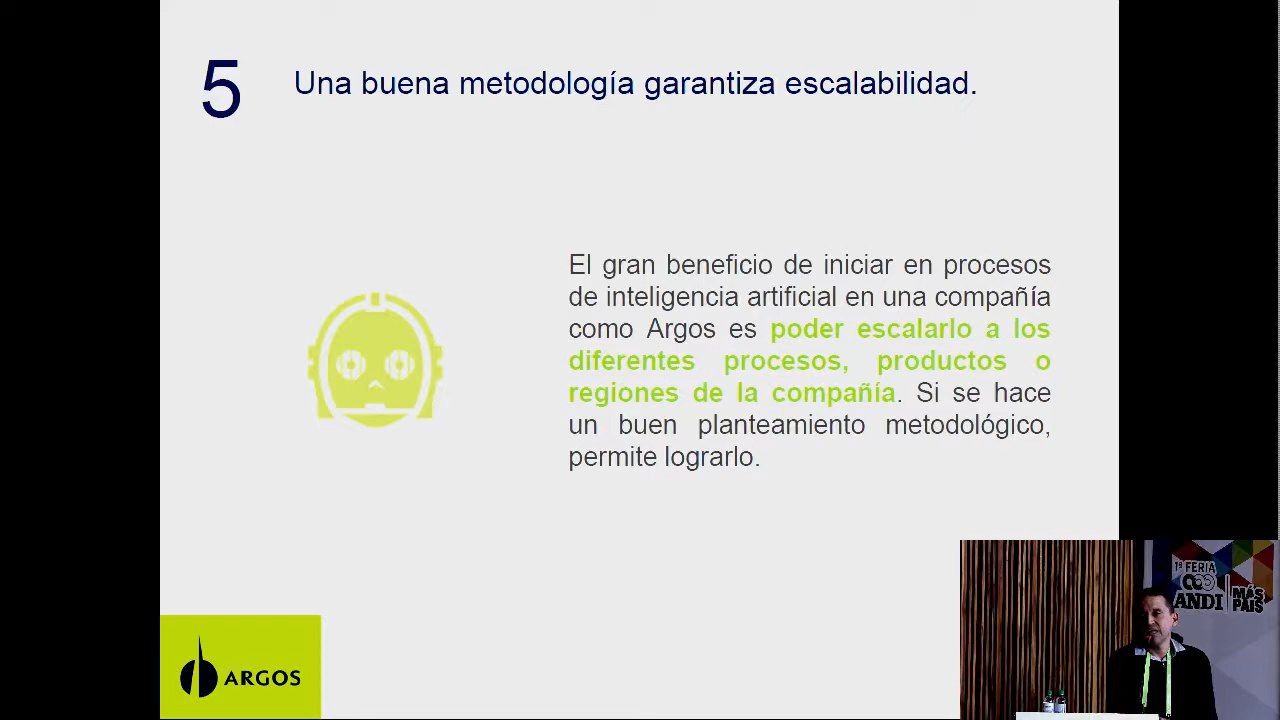 5
Una buena metodología garantiza escalabilidad.
El gran beneficio de iniciar en procesos
de inteligencia artificial en una compañía
como Argos es poder escalarlo a los
diferentes procesos, productos o
regiones de la compañía. Si se hace
un buen planteamiento metodológico,
permite lograrlo.
ARGOS
1ª FERIA
ANDI
MÁS
PAÍS